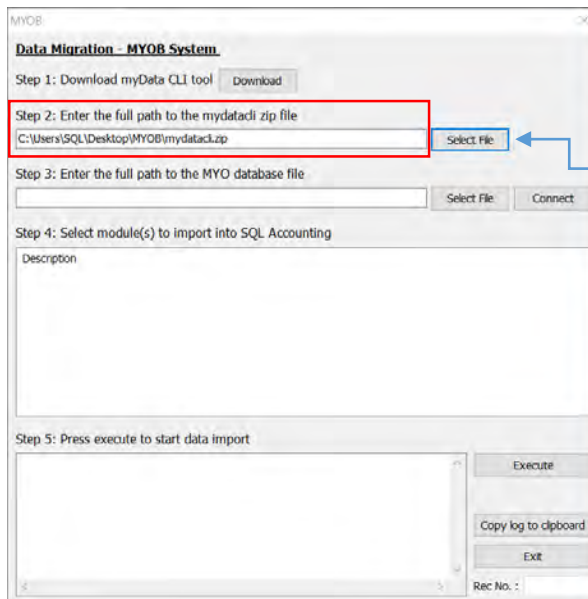 MYOB
Data Migration - MYOB System
Step 1: Download myData CLI tool Download
Step 2: Enter the full path to the mydatacli zip file
C:\Users\SQL\Desktop\MYOB\mydatacli.zip Select File
Step 3: Enter the full path to the MYO database file
Select File Connect
Step 4: Select module(s) to import into SQL Accounting
Description
Step 5: Press execute to start data import
Execute
Copy log to clipboard
Exit
Rec No. :